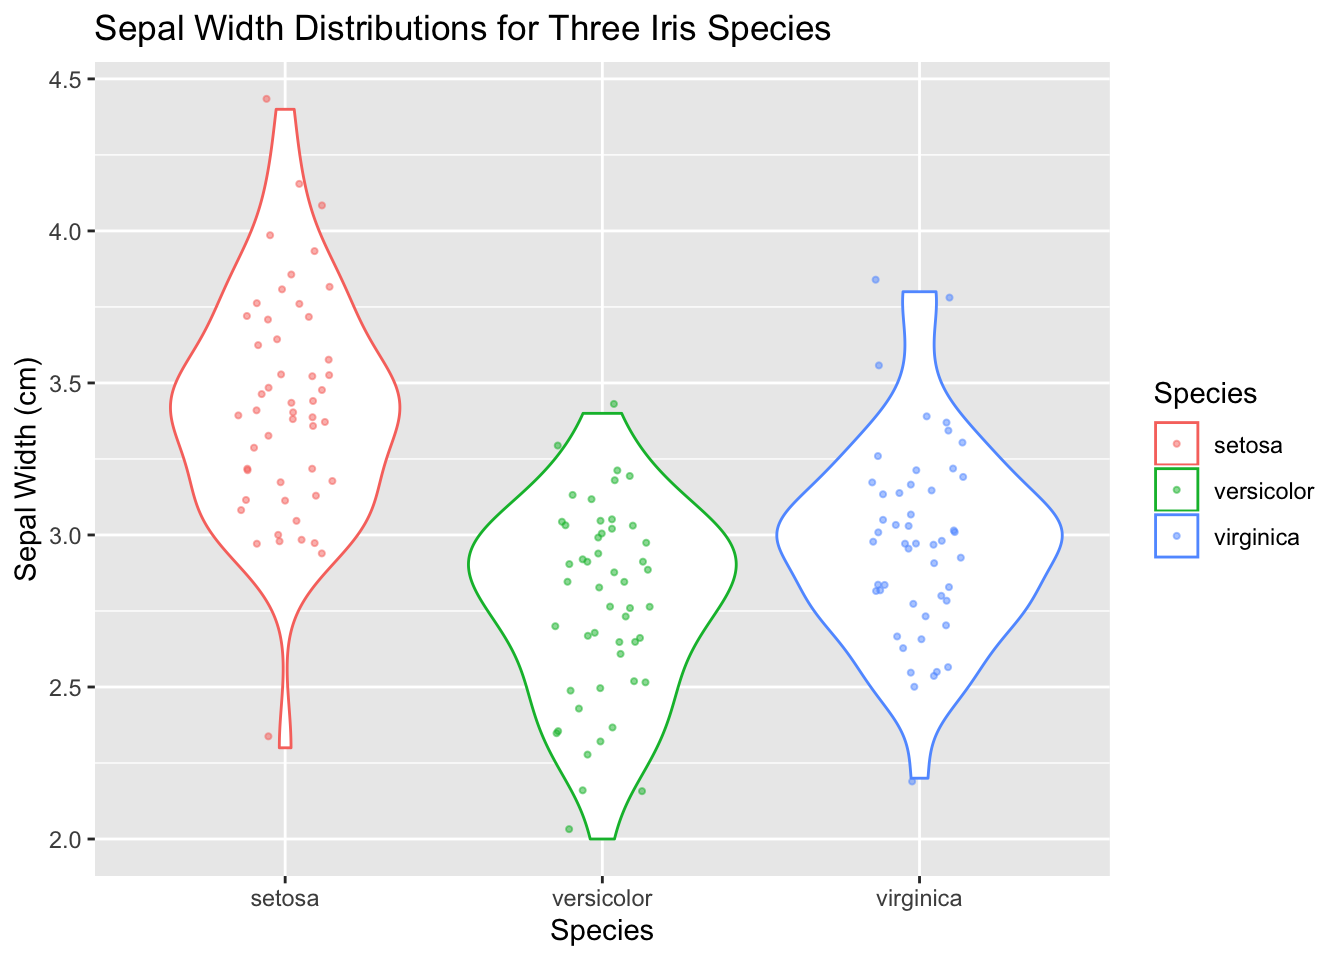 Sepal Width Distributions for Three Iris Species
4.5
4.0
3.5
3.0
2.5
2.0
Sepal Width (cm)
setosa
versicolor
virginica
Species
Species
setosa
versicolor
virginica